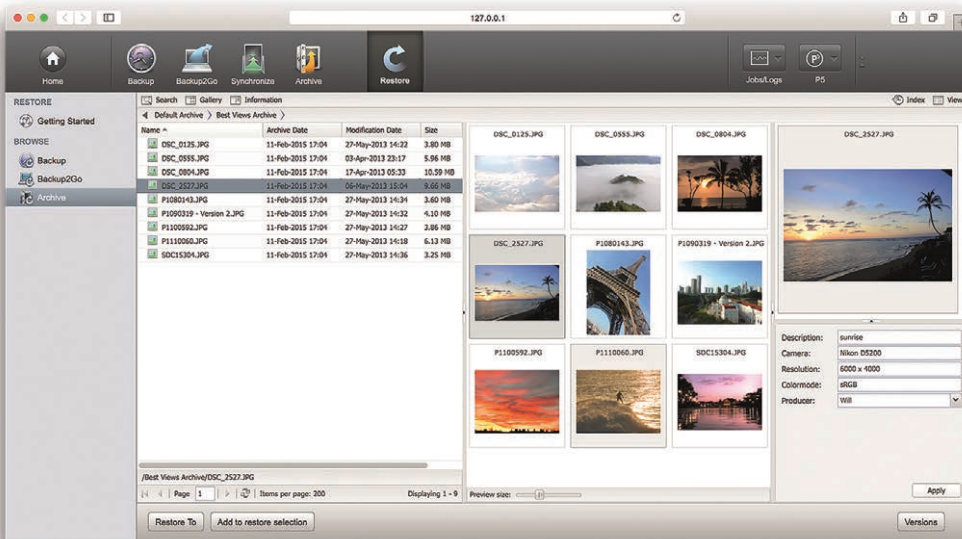 127.0.0.1
Home
Backup
Backup2Go
Synchronize
Archive
Restore
Jobs/Logs
P5
RESTORE
Getting Started
BROWSE
Backup
Backup2Go
Archive
Search Gallery Information
Index View
Default Archive Best Views Archive
Name Archive Date Modification Date Size
DSC_0125.JPG 11-Feb-2015 17:04 27-May-2013 14:22 3.80 MB
DSC_0555.JPG 11-Feb-2015 17:04 03-Apr-2013 23:17 5.96 MB
DSC_0804.JPG 11-Feb-2015 17:04 17-Apr-2013 05:33 10.59 MB
DSC_2527.JPG 11-Feb-2015 17:04 06-May-2013 15:04 9.66 MB
P1080143.JPG 11-Feb-2015 17:04 27-May-2013 14:34 3.60 MB
P1090319 - Version 2.JPG 11-Feb-2015 17:04 27-May-2013 14:32 4.10 MB
P1100592.JPG 11-Feb-2015 17:04 27-May-2013 14:27 3.86 MB
P1110060.JPG 11-Feb-2015 17:04 27-May-2013 14:18 6.13 MB
SDC15304.JPG 11-Feb-2015 17:04 27-May-2013 14:36 3.25 MB
/Best Views Archive/DSC_2527.JPG
Page 1 Items per page: 200 Displaying 1 - 9
DSC_0125.JPG DSC_0555.JPG DSC_0804.JPG
DSC_2527.JPG P1080143.JPG P1090319 - Version 2.JPG
P1100592.JPG P1110060.JPG SDC15304.JPG
Preview size:
DSC_2527.JPG
Description: sunrise
Camera: Nikon D5200
Resolution: 6000 x 4000
Colormode: sRGB
Producer: Will
Apply
Restore To
Add to restore selection
Versions